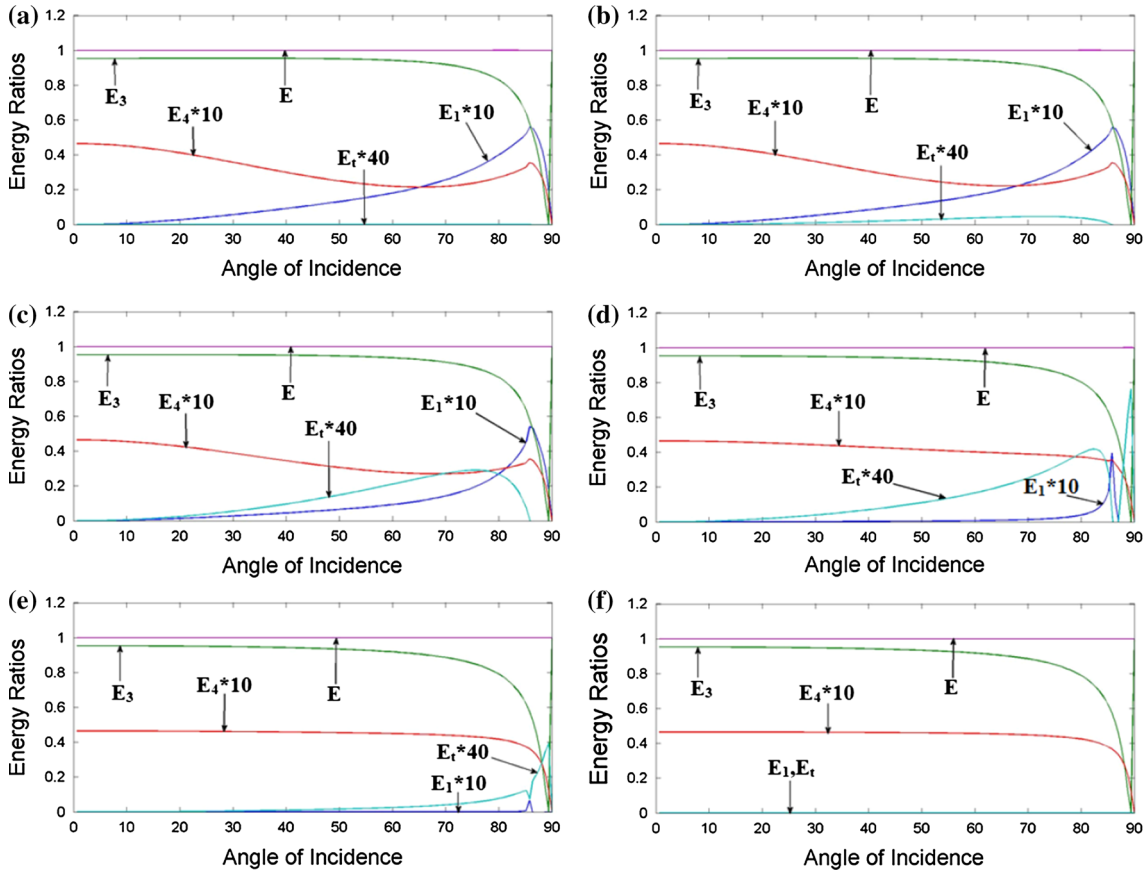 (a)
1.2
1
0.8
0.6
0.4
0.2
0
Energy Ratios
E3
E
E4*10
E1*10
Et*40
0 10 20 30 40 50 60 70 80 90
Angle of Incidence
(b)
1.2
1
0.8
0.6
0.4
0.2
0
Energy Ratios
E3
E
E4*10
E1*10
Et*40
0 10 20 30 40 50 60 70 80 90
Angle of Incidence
(c)
1.2
1
0.8
0.6
0.4
0.2
0
Energy Ratios
E3
E
E4*10
E1*10
Et*40
0 10 20 30 40 50 60 70 80 90
Angle of Incidence
(d)
1.2
1
0.8
0.6
0.4
0.2
0
Energy Ratios
E3
E
E4*10
Et*40
E1*10
0 10 20 30 40 50 60 70 80 90
Angle of Incidence
(e)
1.2
1
0.8
0.6
0.4
0.2
0
Energy Ratios
E3
E
E4*10
Et*40
E1*10
0 10 20 30 40 50 60 70 80 90
Angle of Incidence
(f)
1.2
1
0.8
0.6
0.4
0.2
0
Energy Ratios
E3
E
E4*10
E1,Et
0 10 20 30 40 50 60 70 80 90
Angle of Incidence